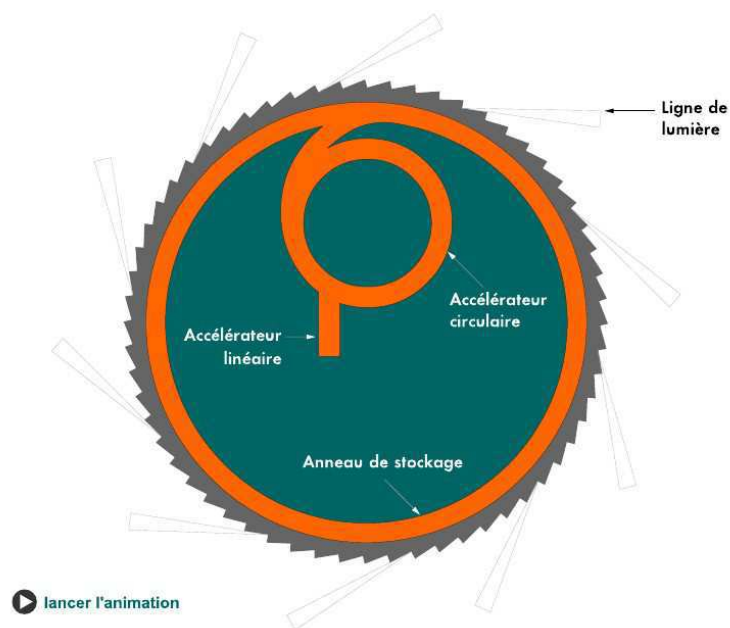 Ligne de
lumière
Accélérateur
circulaire
Accélérateur
linéaire
Anneau de stockage
lancer l'animation